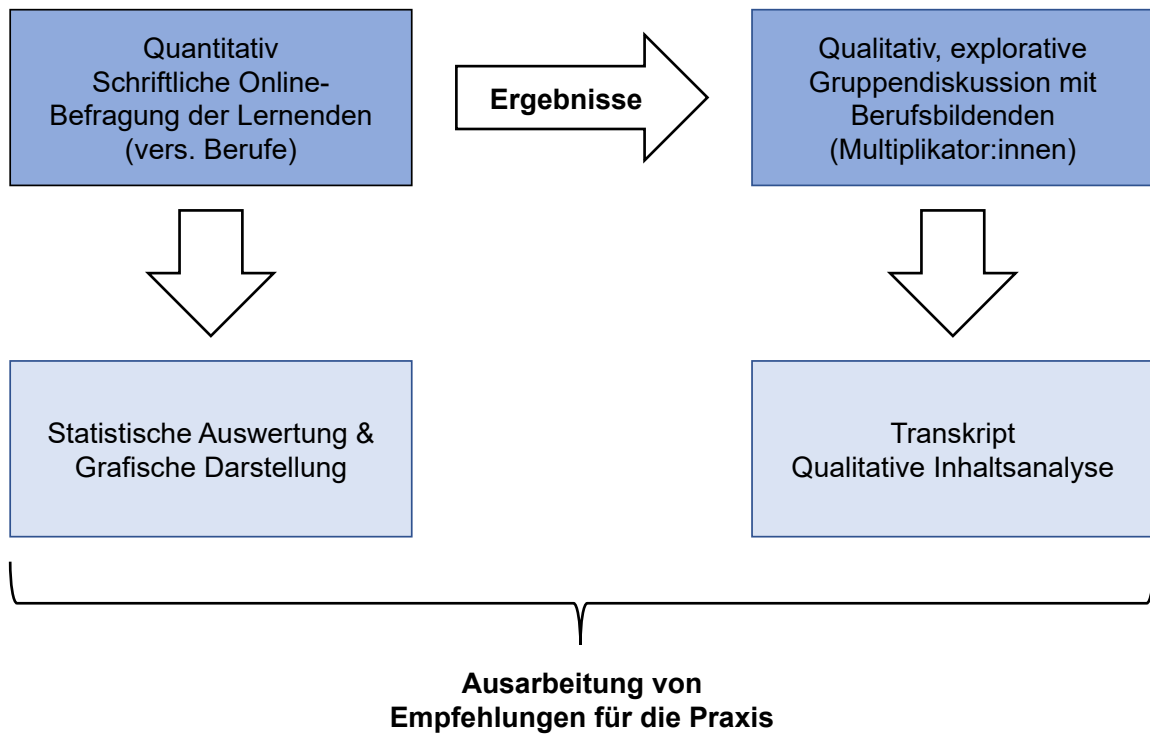 Quantitativ
Schriftliche Online-
Befragung der Lernenden
(vers. Berufe)
Ergebnisse
Qualitativ, explorative
Gruppendiskussion mit
Berufsbildenden
(Multiplikator:innen)
Statistische Auswertung &
Grafische Darstellung
Transkript
Qualitative Inhaltsanalyse
Ausarbeitung von
Empfehlungen für die Praxis